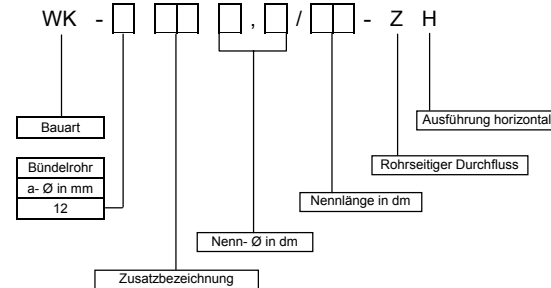 WK - , / - Z H
Ausführung horizontal
Bauart
Bündelrohr
a- Ø in mm
12
Rohrseitiger Durchfluss
Nennlänge in dm
Nenn- Ø in dm
Zusatzbezeichnung